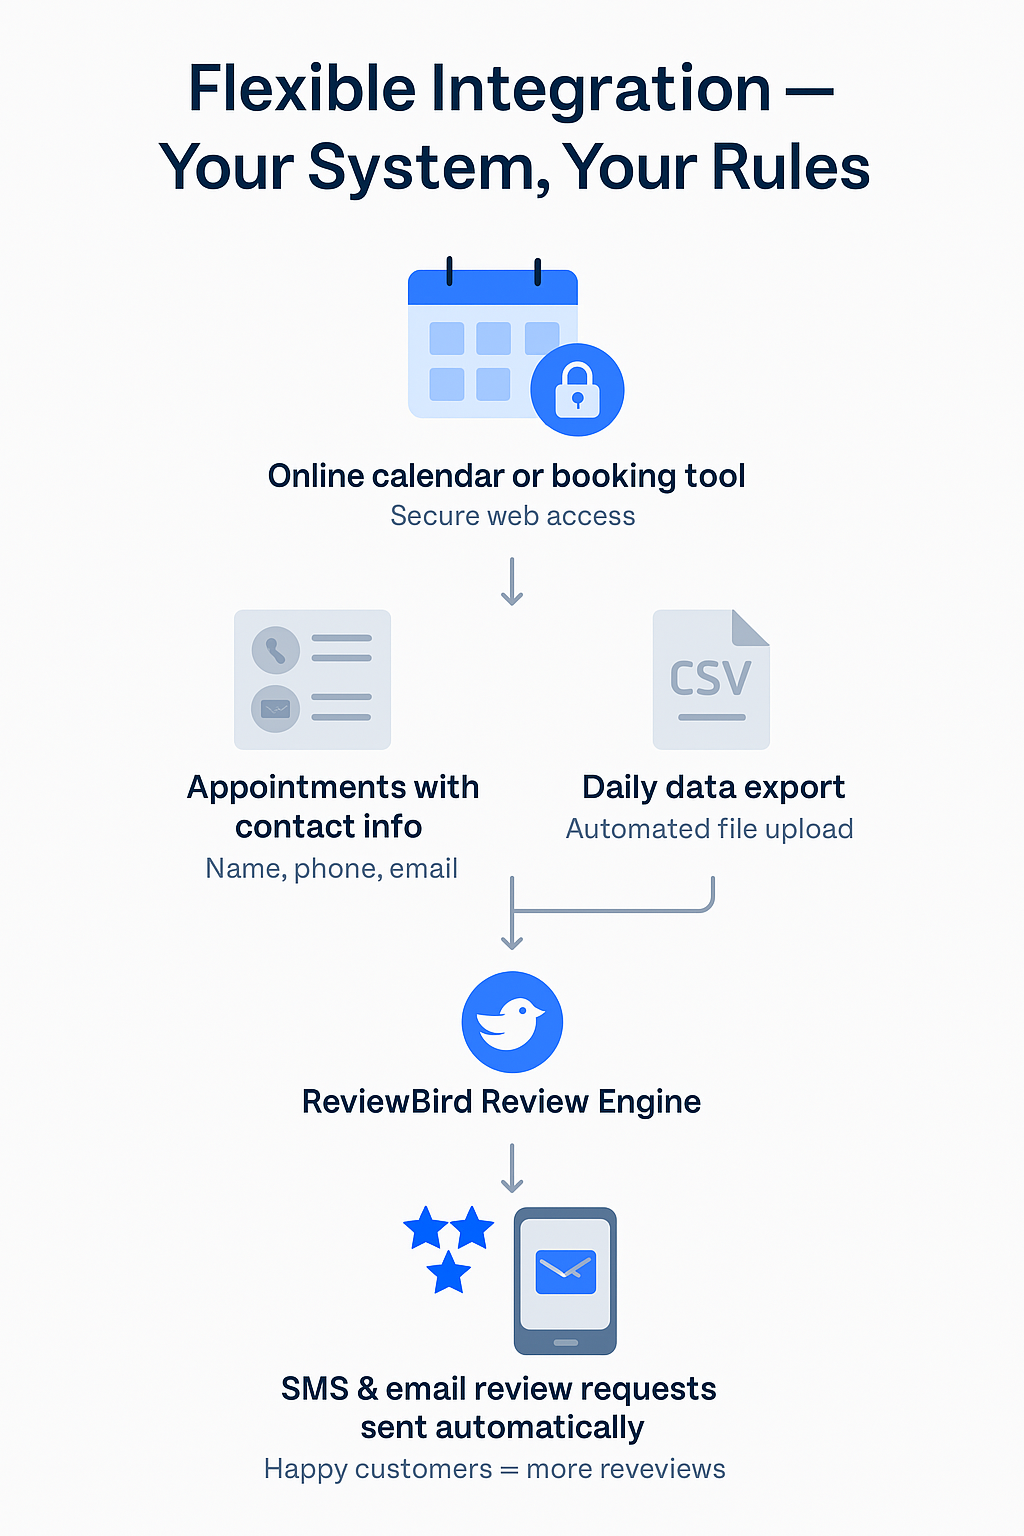 Flexible Integration —
Your System, Your Rules
Online calendar or booking tool
Secure web access
Appointments with
contact info
Name, phone, email
CSV
Daily data export
Automated file upload
ReviewBird Review Engine
SMS & email review requests
sent automatically
Happy customers = more reveviews